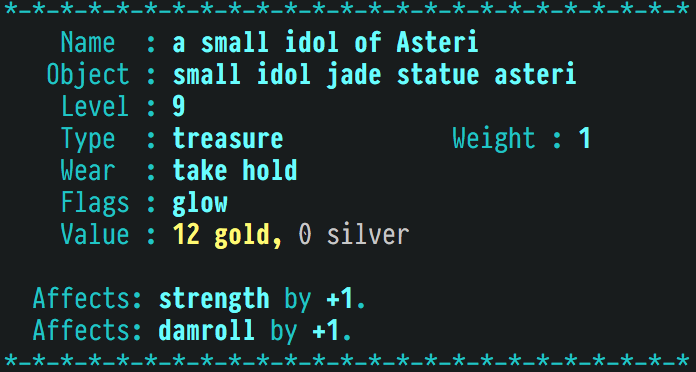 *-*-*-*-*-*-*-*-*-*-*-*-*-*-*-*-*-*-*-*-*-*-*-*-*
Name : a small idol of Asteri
Object : small idol jade statue asteri
Level : 9
Type : treasure Weight : 1
Wear : take hold
Flags : glow
Value : 12 gold, 0 silver
Affects: strength by +1.
Affects: damroll by +1.
*-*-*-*-*-*-*-*-*-*-*-*-*-*-*-*-*-*-*-*-*-*-*-*-*